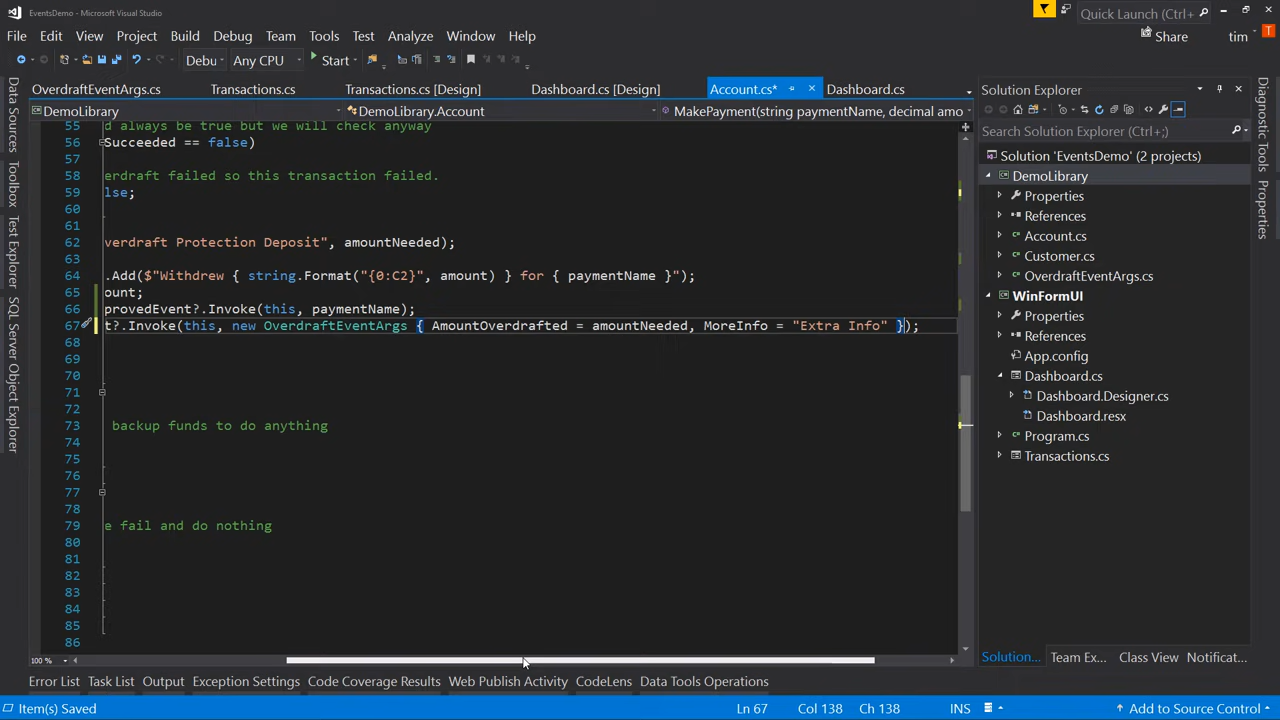 EventsDemo - Microsoft Visual Studio
Quick Launch (Ctrl+
File Edit View Project Build Debug Team Tools Test Analyze Window Help
Share tim T
Debu Any CPU Start
OverdraftEventArgs.cs Transactions.cs Transactions.cs [Design] Dashboard.cs [Design] Account.cs* Dashboard.cs
Solution Explorer
DemoLibrary DemoLibrary.Account MakePayment(string paymentName, decimal amo
Search Solution Explorer (Ctrl+;)
55 d always be true but we will check anyway
56 Succeeded == false)
57
58 erdraft failed so this transaction failed.
59 lse;
60
61
62 verdraft Protection Deposit", amountNeeded);
63
64 .Add($"Withdrew { string.Format("{0:C2}", amount) } for { paymentName }");
65 ount;
66 provedEvent?.Invoke(this, paymentName);
67 t?.Invoke(this, new OverdraftEventArgs { AmountOverdrafted = amountNeeded, MoreInfo = "Extra Info" });
68
69
70
71
72
73 backup funds to do anything
74
75
76
77
78
79 e fail and do nothing
80
81
82
83
84
85
86
Solution 'EventsDemo' (2 projects)
DemoLibrary
Properties
References
Account.cs
Customer.cs
OverdraftEventArgs.cs
WinFormUI
Properties
References
App.config
Dashboard.cs
Dashboard.Designer.cs
Dashboard.resx
Program.cs
Transactions.cs
Data Sources
Toolbox
Test Explorer
SQL Server Object Explorer
Diagnostic Tools
Properties
100 %
Solution... Team Ex... Class View Notificat...
Error List Task List Output Exception Settings Code Coverage Results Web Publish Activity CodeLens Data Tools Operations
Item(s) Saved Ln 67 Col 138 Ch 138 INS Add to Source Control